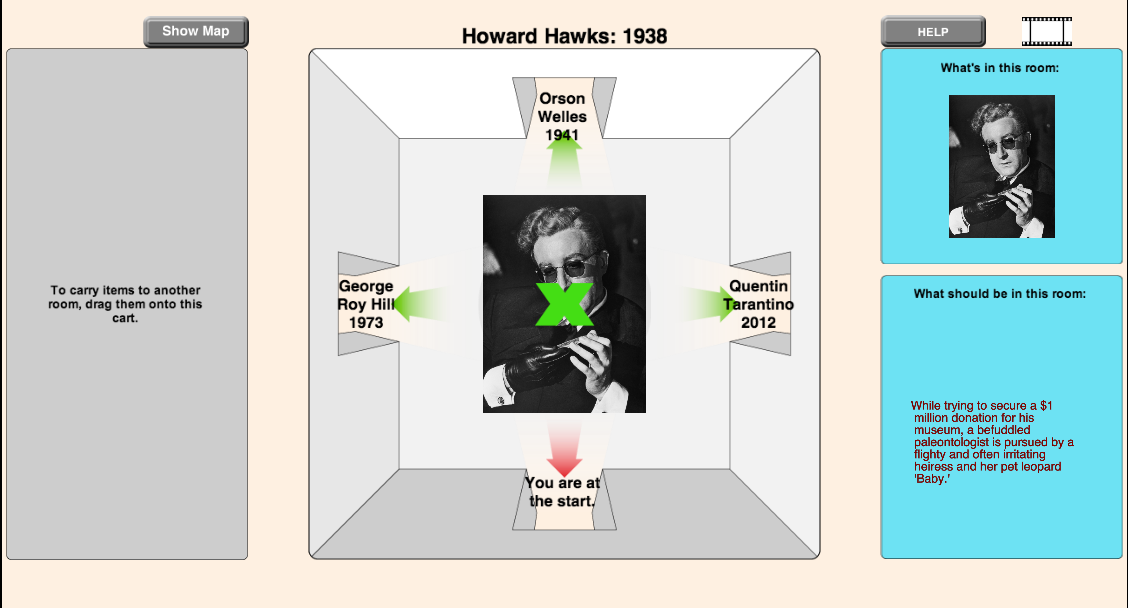 Show Map
Howard Hawks: 1938
HELP
What's in this room:
Orson
Welles
1941
George
Roy Hill
1973
Quentin
Tarantino
2012
To carry items to another
room, drag them onto this
cart.
You are at
the start.
What should be in this room:
While trying to secure a $1
million donation for his
museum, a befuddled
paleontologist is pursued by a
flighty and often irritating
heiress and her pet leopard
'Baby.'